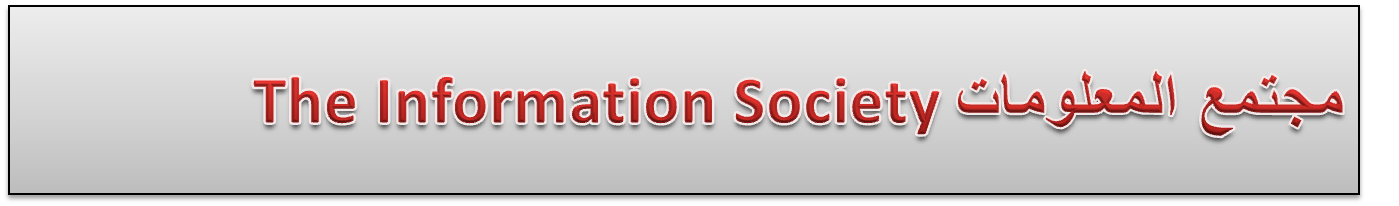 مجتمع المعلومات The Information Society